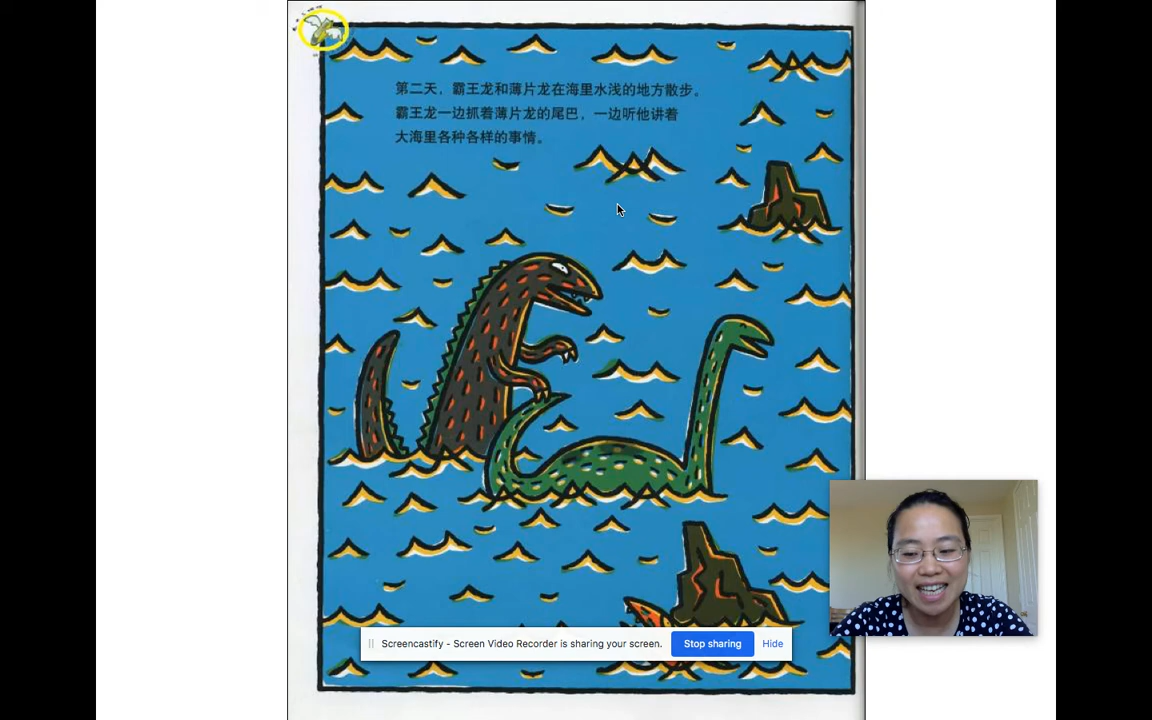 第二天，霸王龙和薄片龙在海里水浅的地方散步。
霸王龙一边抓着薄片龙的尾巴，一边听他讲着
大海里各种各样的事情。
Screencastify - Screen Video Recorder is sharing your screen.
Stop sharing
Hide